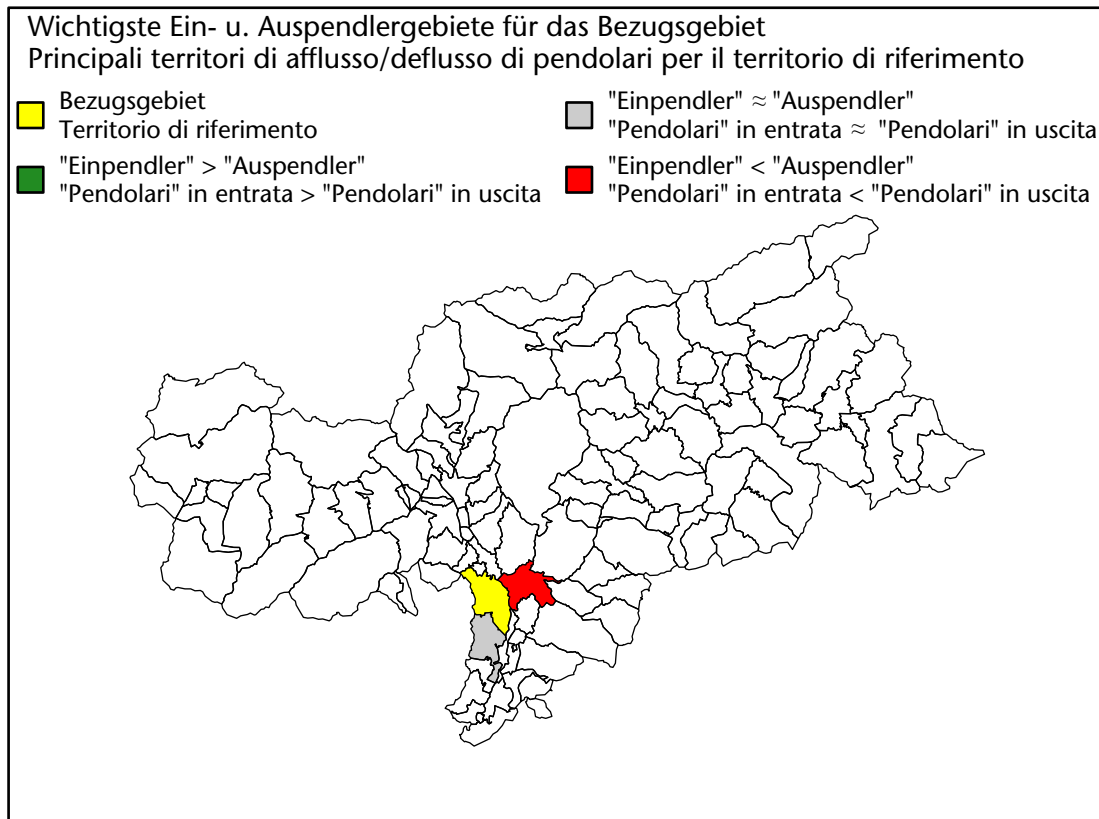 Wichtigste Ein- u. Auspendlergebiete für das Bezugsgebiet
Principali territori di afflusso/deflusso di pendolari per il territorio di riferimento
Bezugsgebiet
Territorio di riferimento
"Einpendler" > "Auspendler"
"Pendolari" in entrata > "Pendolari" in uscita
"Einpendler" ≈ "Auspendler"
"Pendolari" in entrata ≈ "Pendolari" in uscita
"Einpendler" < "Auspendler"
"Pendolari" in entrata < "Pendolari" in uscita